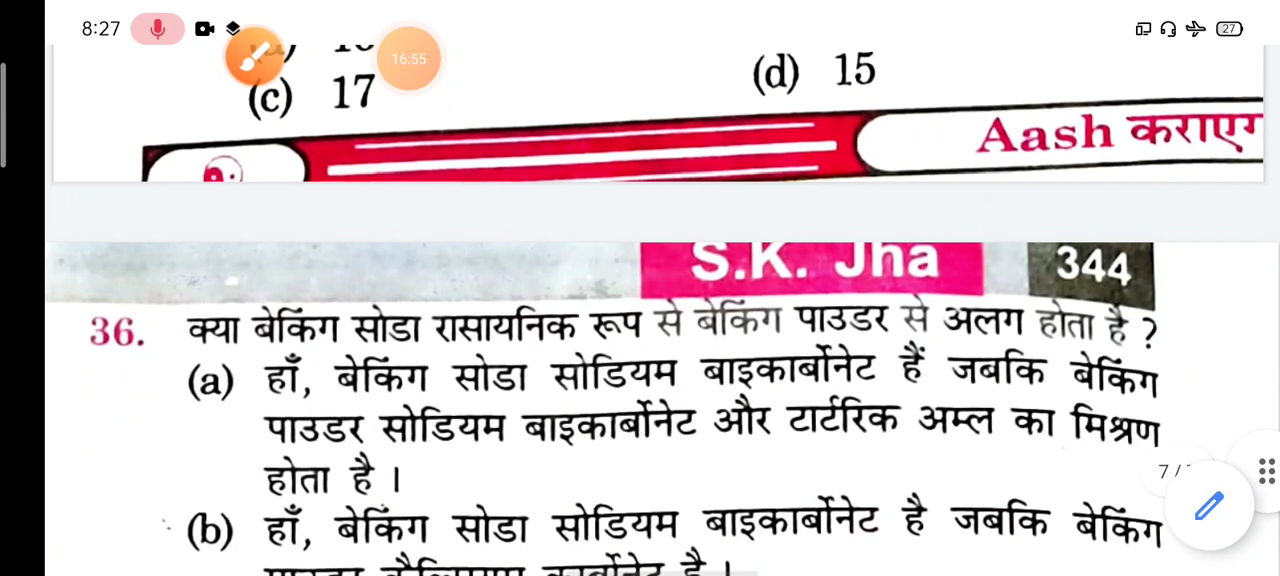 8:27
27
16:55
(c) 17
(d) 15
Aash
S.K. Jha
344
36. क्या बेकिंग सोडा रासायनिक रूप से बेकिंग पाउडर से अलग होता है ?
(a) हाँ, बेकिंग सोडा सोडियम बाइकार्बोनेट हैं जबकि बेकिंग
पाउडर सोडियम बाइकार्बोनेट और टार्टरिक अम्ल का मिश्रण
होता है ।
(b) हाँ, बेकिंग सोडा सोडियम बाइकार्बोनेट है जबकि बेकिंग